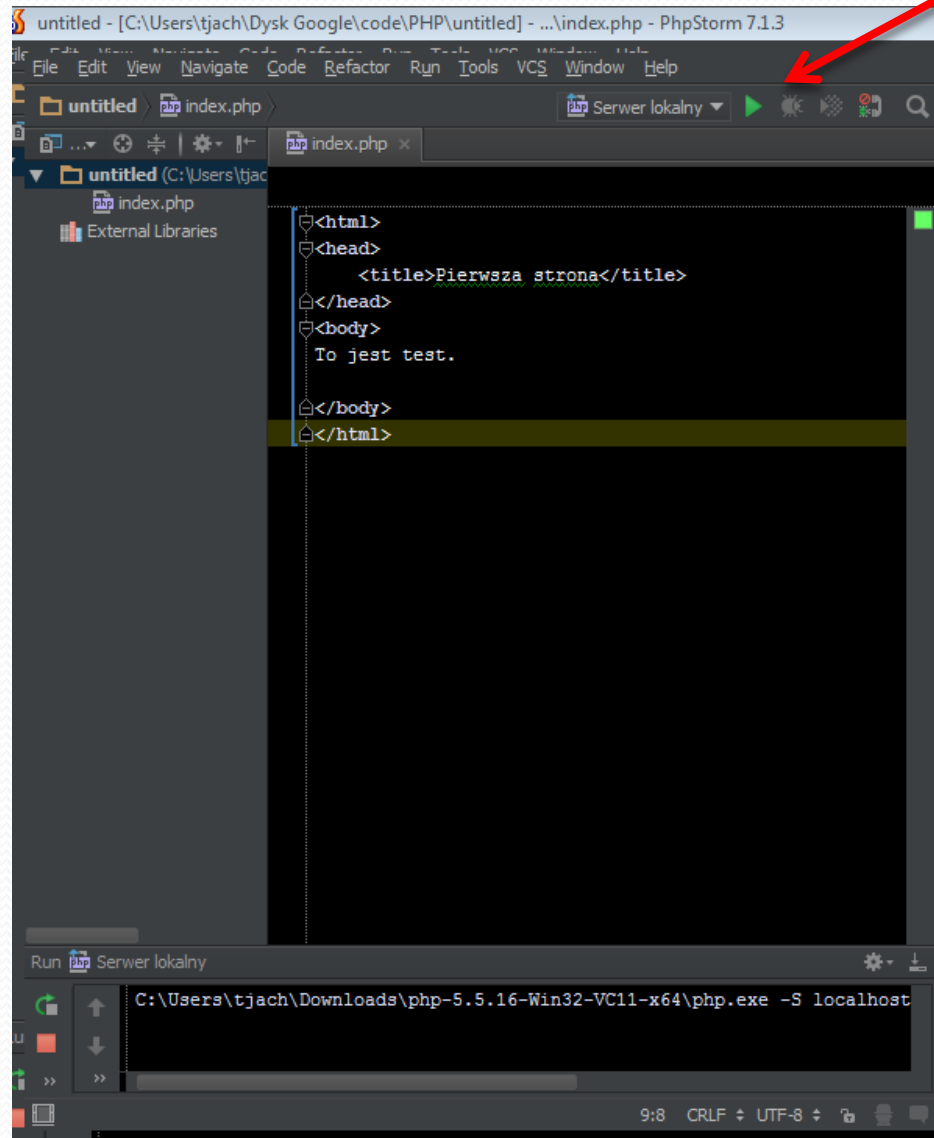 untitled - [C:\Users\tjach\Dysk Google\code\PHP\untitled] - ...\index.php - PhpStorm 7.1.3
File Edit View Navigate Code Refactor Run Tools VCS Window Help
untitled index.php Serwer lokalny
index.php
untitled (C:\Users\tjac
index.php
External Libraries
<html>
<head>
<title>Pierwsza strona</title>
</head>
<body>
To jest test.
</body>
</html>
Run Serwer lokalny
C:\Users\tjach\Downloads\php-5.5.16-Win32-VC11-x64\php.exe -S localhost
9:8 CRLF UTF-8